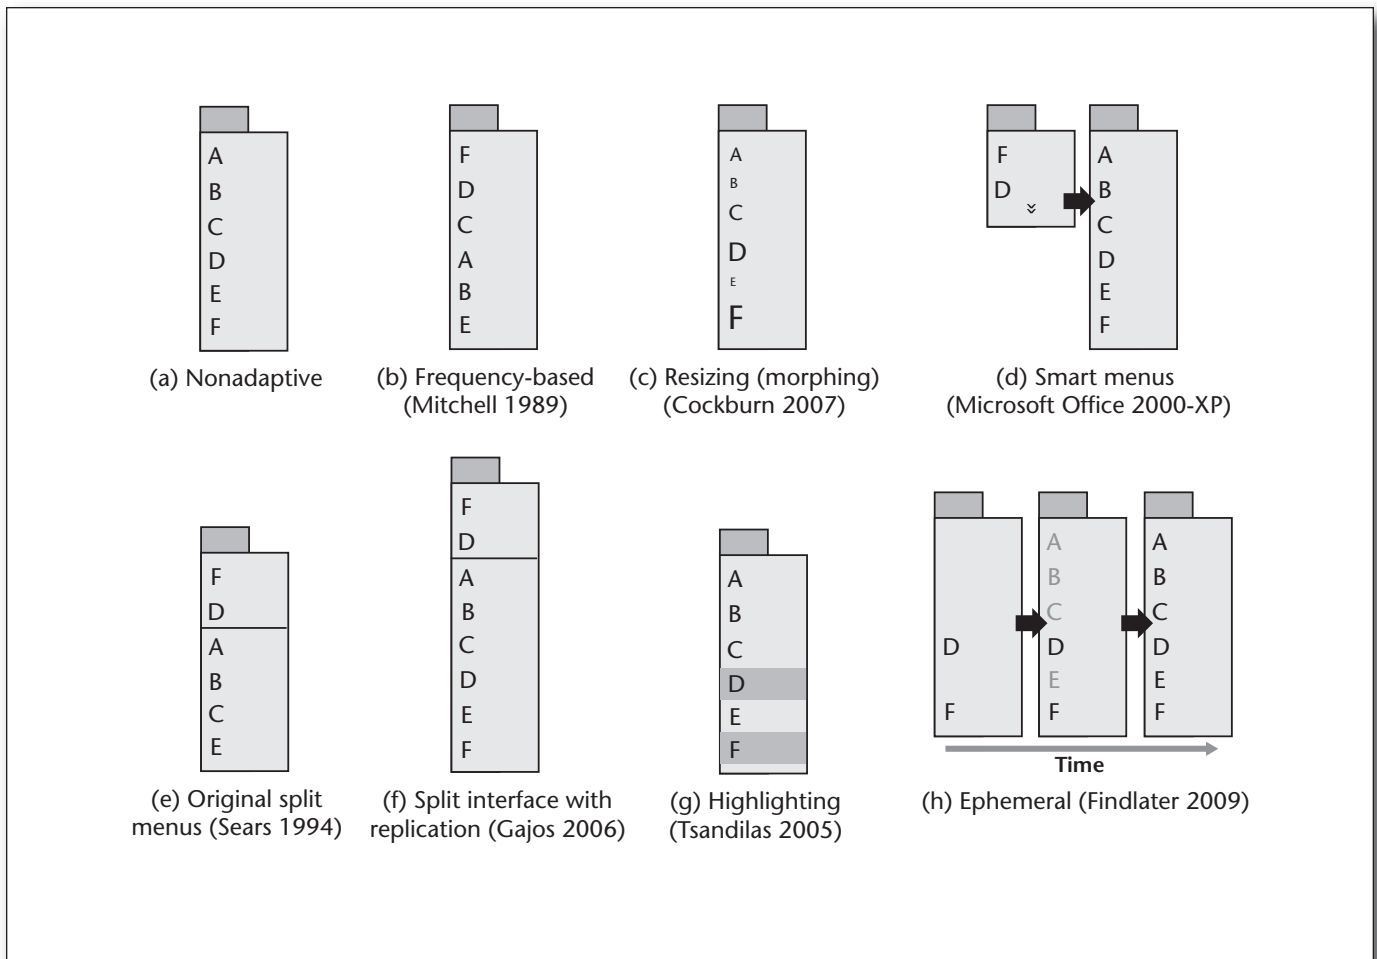 A
B
C
D
E
F
(a) Nonadaptive
F
D
C
A
B
E
(b) Frequency-based
(Mitchell 1989)
A
B
C
D
E
F
(c) Resizing (morphing)
(Cockburn 2007)
F
D
A
B
C
D
E
F
(d) Smart menus
(Microsoft Office 2000-XP)
F
D
A
B
C
E
(e) Original split
menus (Sears 1994)
F
D
A
B
C
D
E
F
(f) Split interface with
replication (Gajos 2006)
A
B
C
D
E
F
(g) Highlighting
(Tsandilas 2005)
D
F
A
B
C
D
E
F
A
B
C
D
E
F
Time
(h) Ephemeral (Findlater 2009)